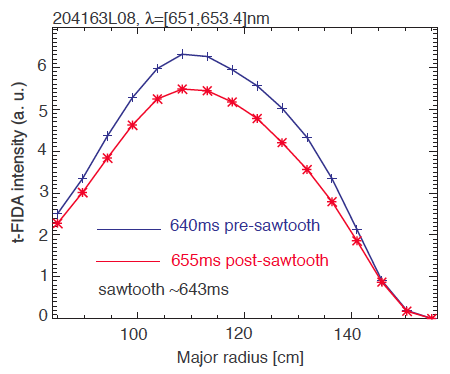 204163L08, λ=[651,653.4]nm
t-FIDA intensity (a. u.)
6
5
4
3
2
1
0
640ms pre-sawtooth
655ms post-sawtooth
sawtooth ~643ms
100 120 140
Major radius [cm]